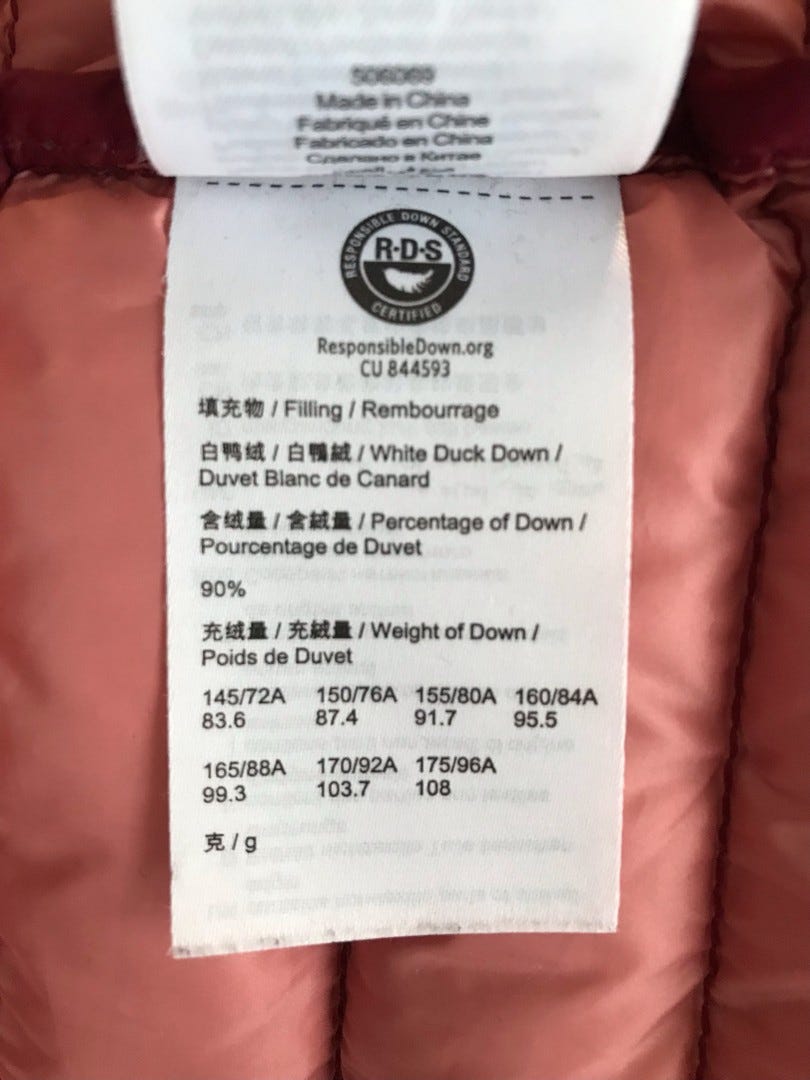 S06069
Made in China
Fabriqué en Chine
Fabricado en China
Сделано в Китае
RESPONSIBLE DOWN STANDARD
R·D·S
CERTIFIED
ResponsibleDown.org
CU 844593
填充物 / Filling / Rembourrage
白鸭绒 / 白鴨絨 / White Duck Down /
Duvet Blanc de Canard
含绒量 / 含絨量 / Percentage of Down /
Pourcentage de Duvet
90%
充绒量 / 充絨量 / Weight of Down /
Poids de Duvet
145/72A 150/76A 155/80A 160/84A
83.6 87.4 91.7 95.5
165/88A 170/92A 175/96A
99.3 103.7 108
克 / g